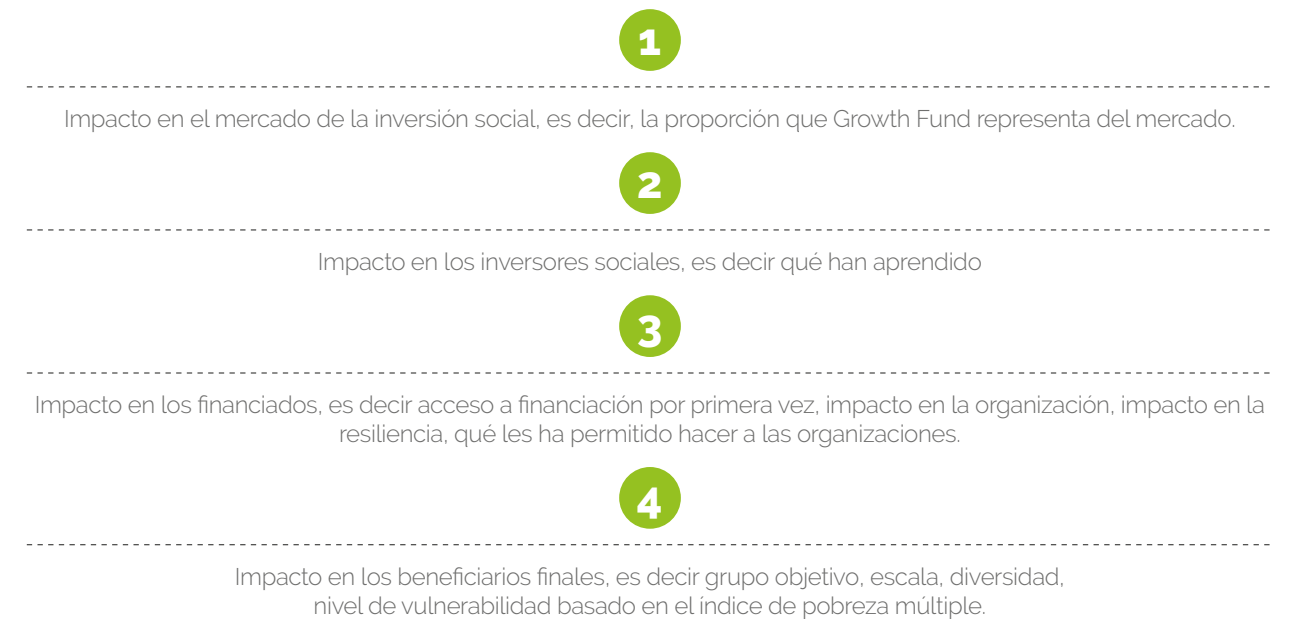 1
Impacto en el mercado de la inversión social, es decir, la proporción que Growth Fund representa del mercado.
2
Impacto en los inversores sociales, es decir qué han aprendido
3
Impacto en los financiados, es decir acceso a financiación por primera vez, impacto en la organización, impacto en la
resiliencia, qué les ha permitido hacer a las organizaciones.
4
Impacto en los beneficiarios finales, es decir grupo objetivo, escala, diversidad,
nivel de vulnerabilidad basado en el índice de pobreza múltiple.